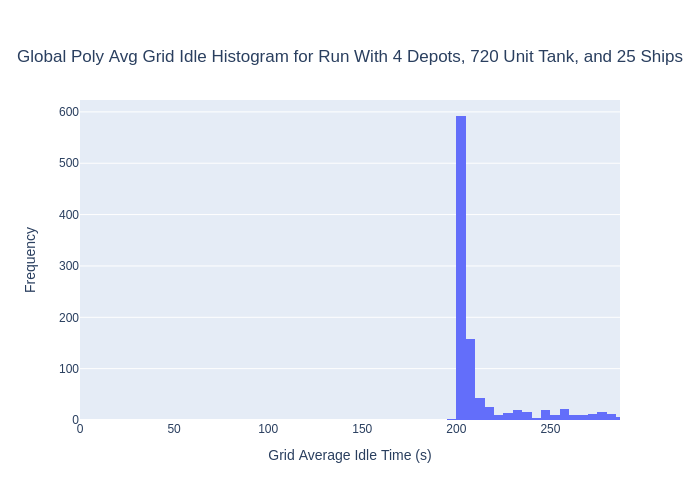 Global Poly Avg Grid Idle Histogram for Run With 4 Depots, 720 Unit Tank, and 25 Ships
600
500
400
300
200
100
0
Frequency
0 50 100 150 200 250
Grid Average Idle Time (s)